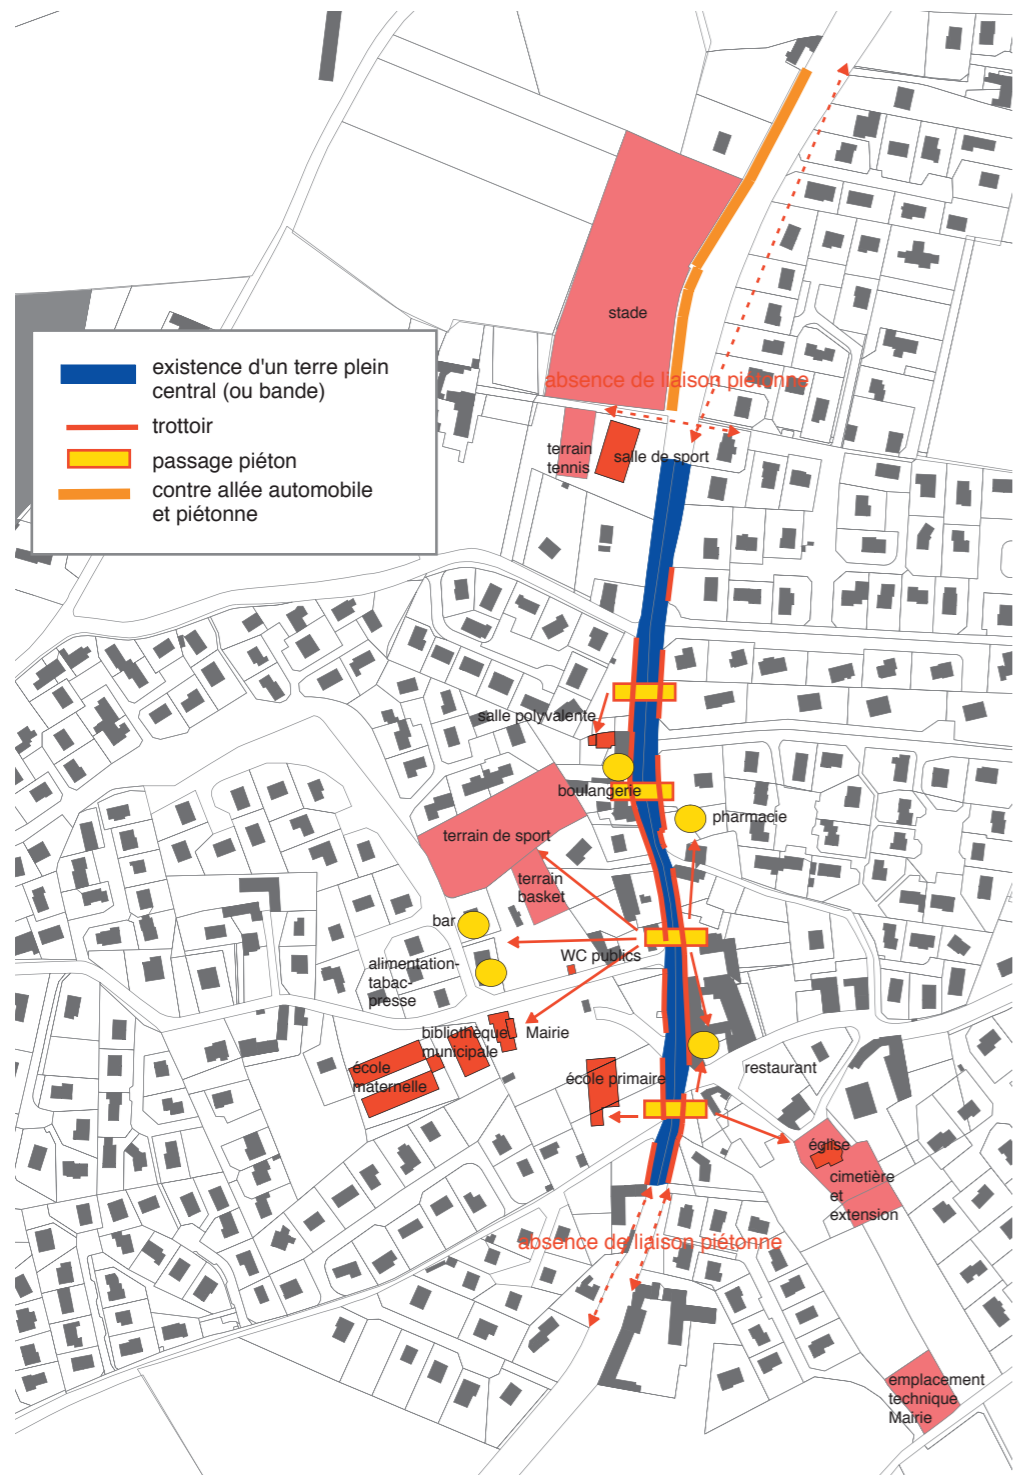 stade
absence de liaison piétonne
existence d'un terre plein
central (ou bande)
trottoir
passage piéton
contre allée automobile
et piétonne
terrain
tennis
salle de sport
salle polyvalente
boulangerie
pharmacie
terrain de sport
terrain
basket
bar
WC publics
alimentation-
tabac-
presse
bibliothèque
municipale
Mairie
école
maternelle
école primaire
restaurant
église
cimetière
et
extension
absence de liaison piétonne
emplacement
technique
Mairie